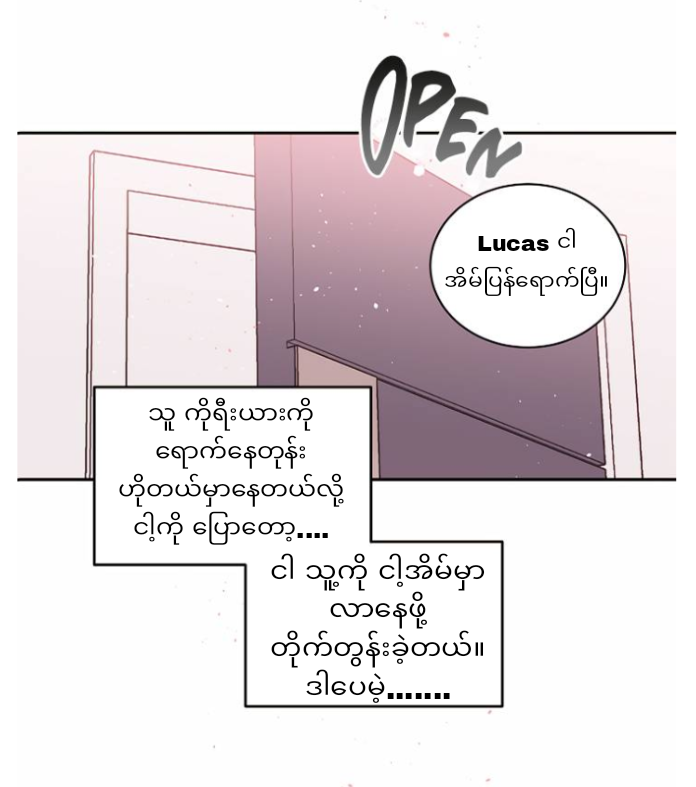 OPEN
Lucas ငါ
အိမ်ပြန်ရောက်ပြီ။
သူ ကိုရီးယားကို
ရောက်နေတုန်း
ဟိုတယ်မှာနေတယ်လို့
ငါ့ကို ပြောတော့....
ငါ သူ့ကို ငါ့အိမ်မှာ
လာနေဖို့
တိုက်တွန်းခဲ့တယ်။
ဒါပေမဲ့.......